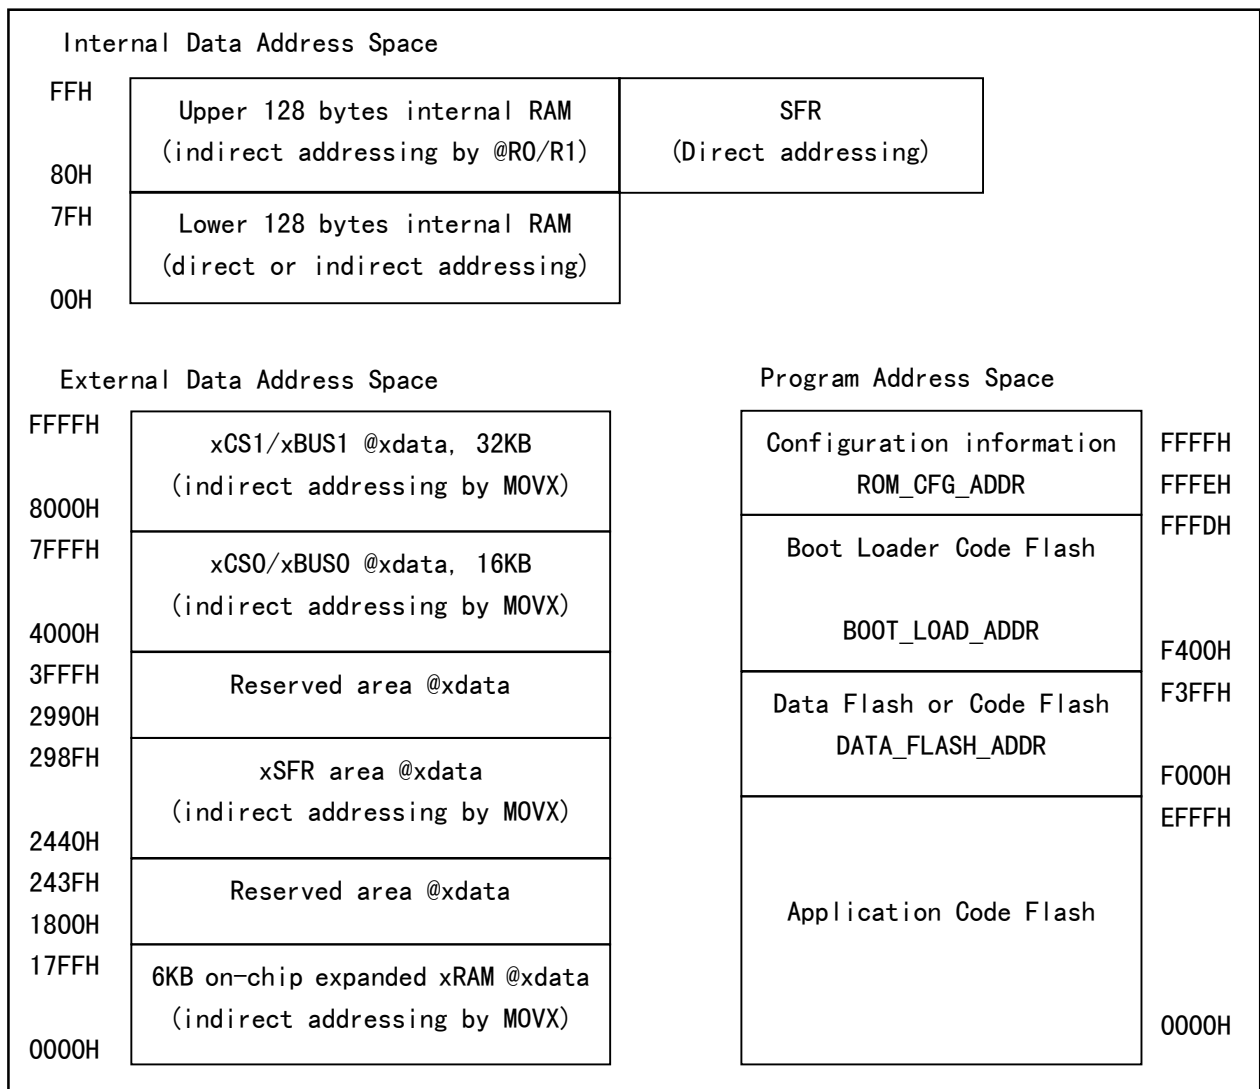 Internal Data Address Space
FFH
Upper 128 bytes internal RAM
(indirect addressing by @R0/R1)
80H
SFR
(Direct addressing)
7FH
Lower 128 bytes internal RAM
(direct or indirect addressing)
00H
External Data Address Space
FFFFH
xCS1/xBUS1 @xdata, 32KB
(indirect addressing by MOVX)
8000H
7FFFH
xCS0/xBUS0 @xdata, 16KB
(indirect addressing by MOVX)
4000H
3FFFH
Reserved area @xdata
2990H
298FH
xSFR area @xdata
(indirect addressing by MOVX)
2440H
243FH
Reserved area @xdata
1800H
17FFH
6KB on-chip expanded xRAM @xdata
(indirect addressing by MOVX)
0000H
Program Address Space
Configuration information
FFFFH
ROM_CFG_ADDR
FFFEH
FFFDH
Boot Loader Code Flash
BOOT_LOAD_ADDR
F400H
F3FFH
Data Flash or Code Flash
DATA_FLASH_ADDR
F000H
EFFFH
Application Code Flash
0000H